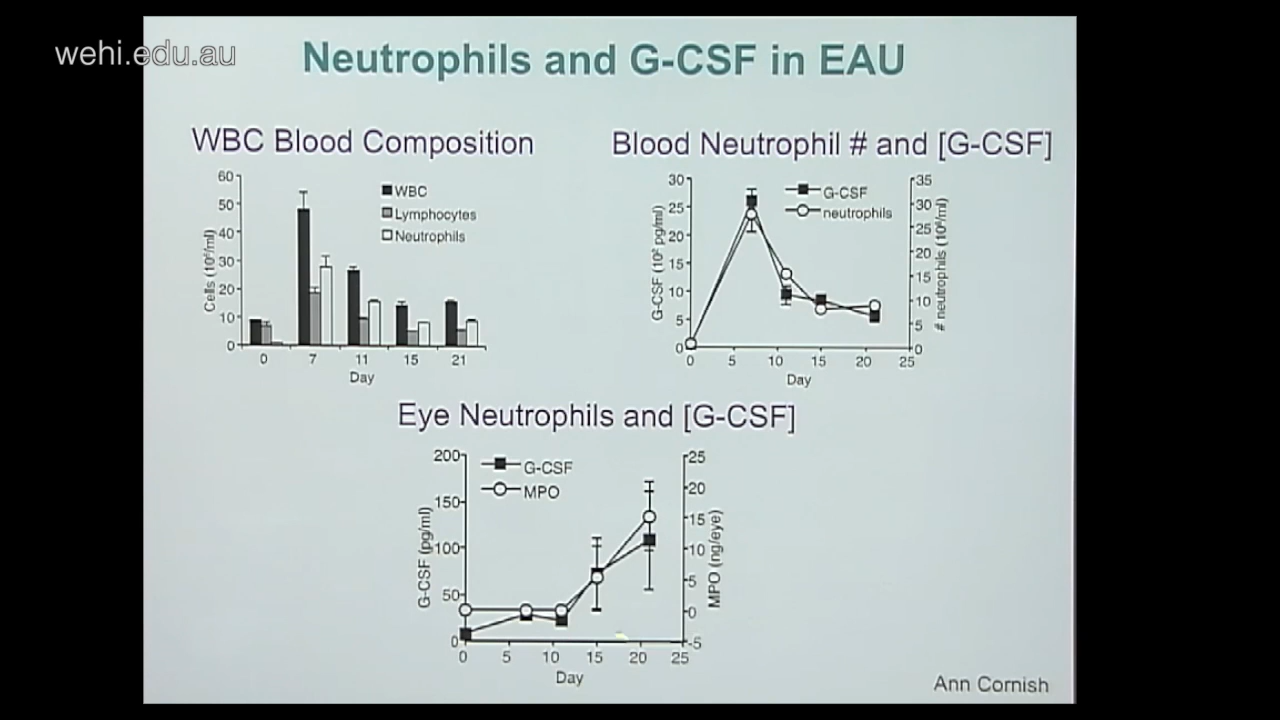 wehi.edu.au
Neutrophils and G-CSF in EAU
WBC Blood Composition
60
50
40
30
20
10
0
Cells (10⁶/ml)
WBC
Lymphocytes
Neutrophils
0 7 11 15 21
Day
Blood Neutrophil # and [G-CSF]
30
25
20
15
10
5
0
G-CSF (10² pg/ml)
G-CSF
neutrophils
35
30
25
20
15
10
5
0
# neutrophils (10⁶/ml)
0 5 10 15 20 25
Day
Eye Neutrophils and [G-CSF]
200
150
100
50
0
G-CSF (pg/ml)
G-CSF
MPO
25
20
15
10
5
0
-5
MPO (ng/eye)
0 5 10 15 20 25
Day
Ann Cornish